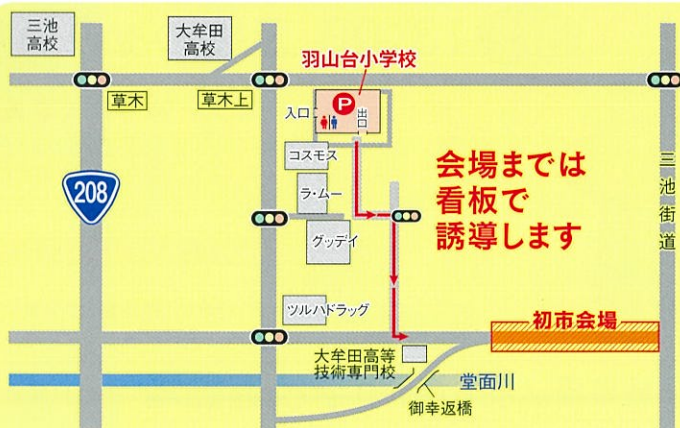 三池
高校
大牟田
高校
羽山台小学校
草木
草木上
入口
P
出口
コスモス
208
ラ・ムー
グッデイ
会場までは
看板で
誘導します
三池街道
ツルハドラッグ
初市会場
大牟田高等
技術専門校
堂面川
御幸返橋